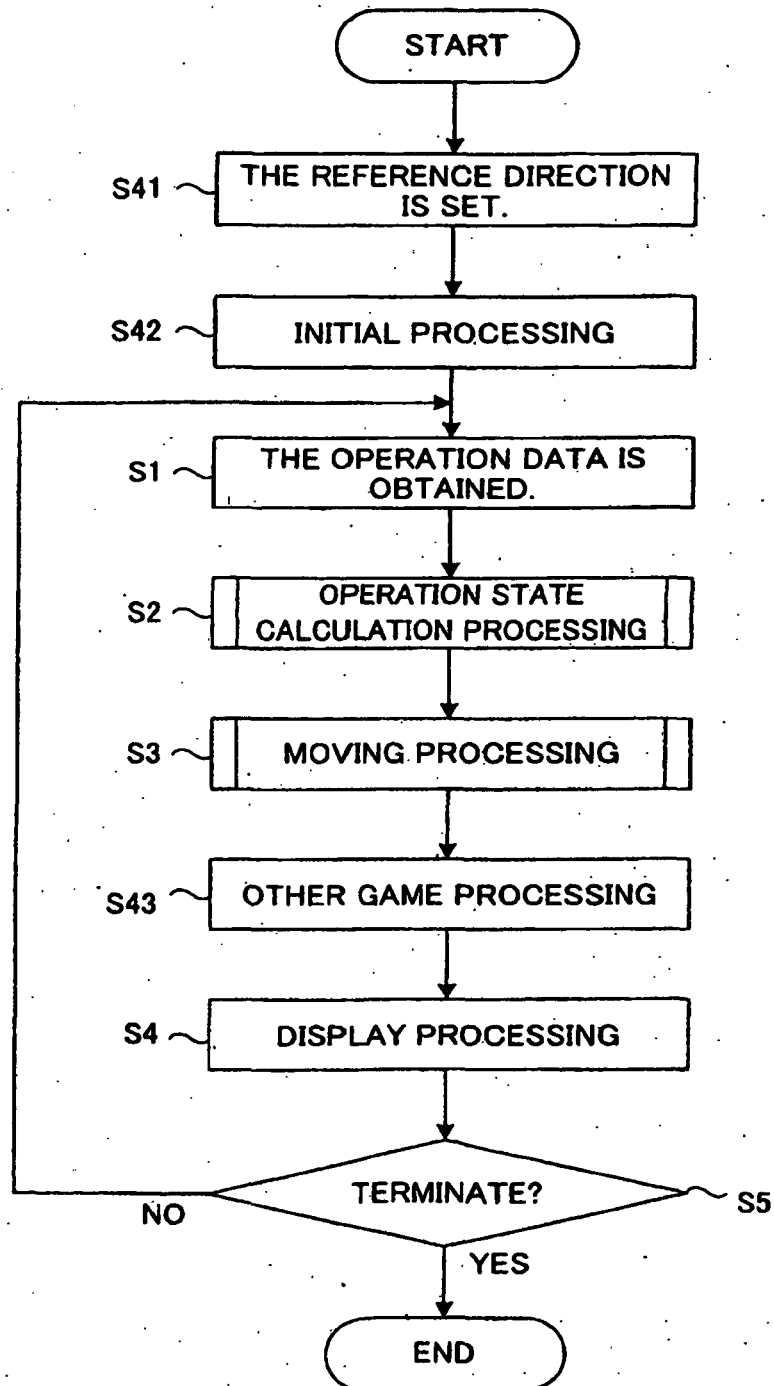 START
S41
THE REFERENCE DIRECTION
IS SET.
S42
INITIAL PROCESSING
S1
THE OPERATION DATA IS
OBTAINED.
S2
OPERATION STATE
CALCULATION PROCESSING
S3
MOVING PROCESSING
S43
OTHER GAME PROCESSING
S4
DISPLAY PROCESSING
TERMINATE?
S5
NO
YES
END